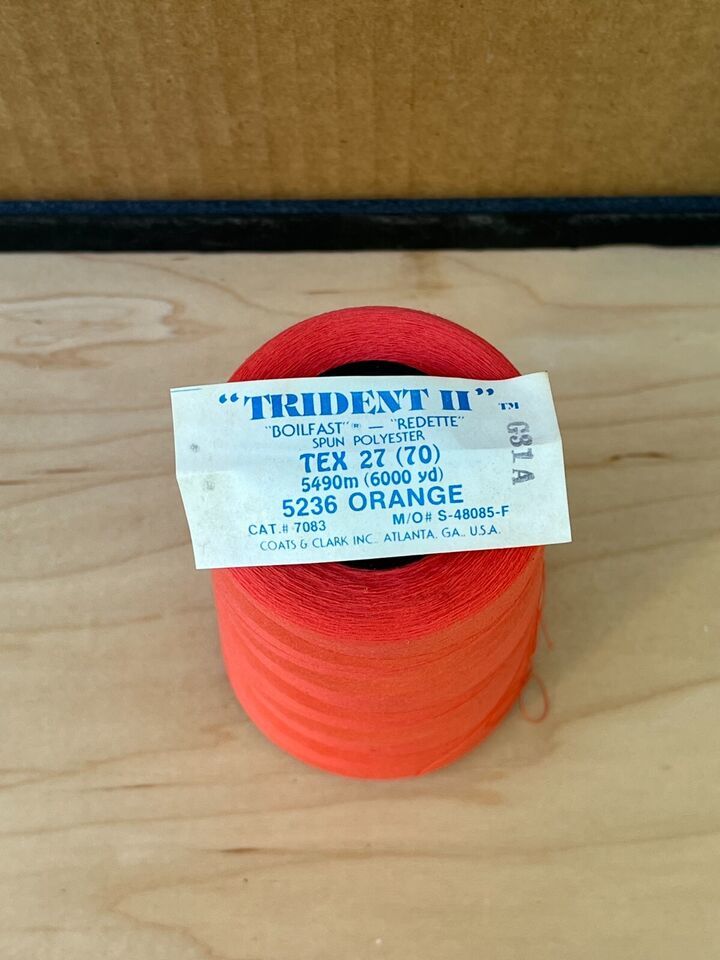 "TRIDENT II" ™
"BOILFAST"® — "REDETTE"
SPUN POLYESTER
TEX 27 (70)
5490m (6000 yd)
5236 ORANGE
CAT.# 7083 M/O# S-48085-F
COATS & CLARK INC. ATLANTA, GA., U.S.A.
G81A